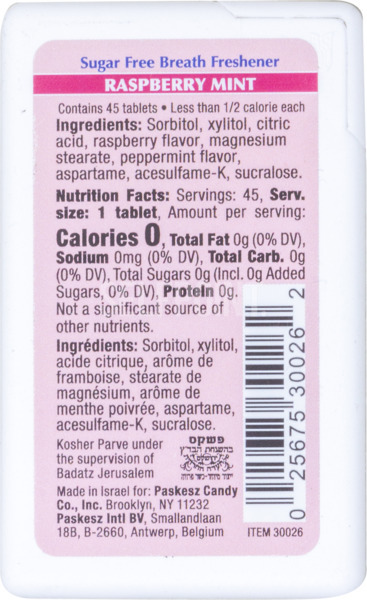 Sugar Free Breath Freshener
RASPBERRY MINT
Contains 45 tablets • Less than 1/2 calorie each
Ingredients: Sorbitol, xylitol, citric
acid, raspberry flavor, magnesium
stearate, peppermint flavor,
aspartame, acesulfame-K, sucralose.
Nutrition Facts: Servings: 45, Serv.
size: 1 tablet, Amount per serving:
Calories 0, Total Fat 0g (0% DV),
Sodium 0mg (0% DV), Total Carb. 0g
(0% DV), Total Sugars 0g (Incl. 0g Added
Sugars, 0% DV), Protein 0g.
Not a significant source of
other nutrients.
Ingrédients: Sorbitol, xylitol,
acide citrique, arôme de
framboise, stéarate de
magnésium, arôme de
menthe poivrée, aspartame,
acesulfame-K, sucralose.
Kosher Parve under
the supervision of
Badatz Jerusalem
פשקס
בהשגחת הבד״ץ
Made in Israel for: Paskesz Candy
Co., Inc. Brooklyn, NY 11232
Paskesz Intl BV, Smallandlaan
18B, B-2660, Antwerp, Belgium
0 25675 30026 2
ITEM 30026